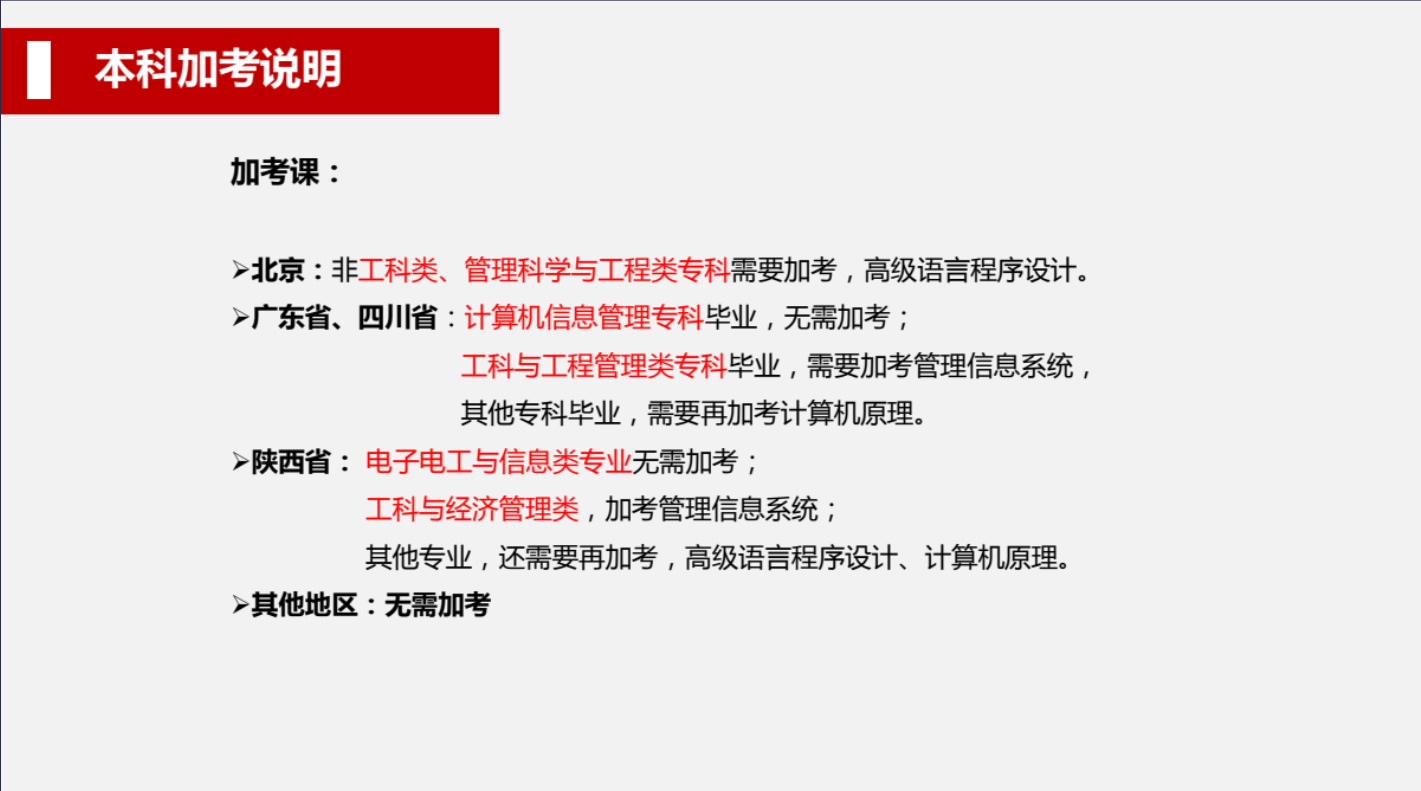 本科加考说明
加考课：
➢北京：非工科类、管理科学与工程类专科需要加考，高级语言程序设计。
➢广东省、四川省：计算机信息管理专科毕业，无需加考；
工科与工程管理类专科毕业，需要加考管理信息系统，
其他专科毕业，需要再加考计算机原理。
➢陕西省： 电子电工与信息类专业无需加考；
工科与经济管理类，加考管理信息系统；
其他专业，还需要再加考，高级语言程序设计、计算机原理。
➢其他地区：无需加考